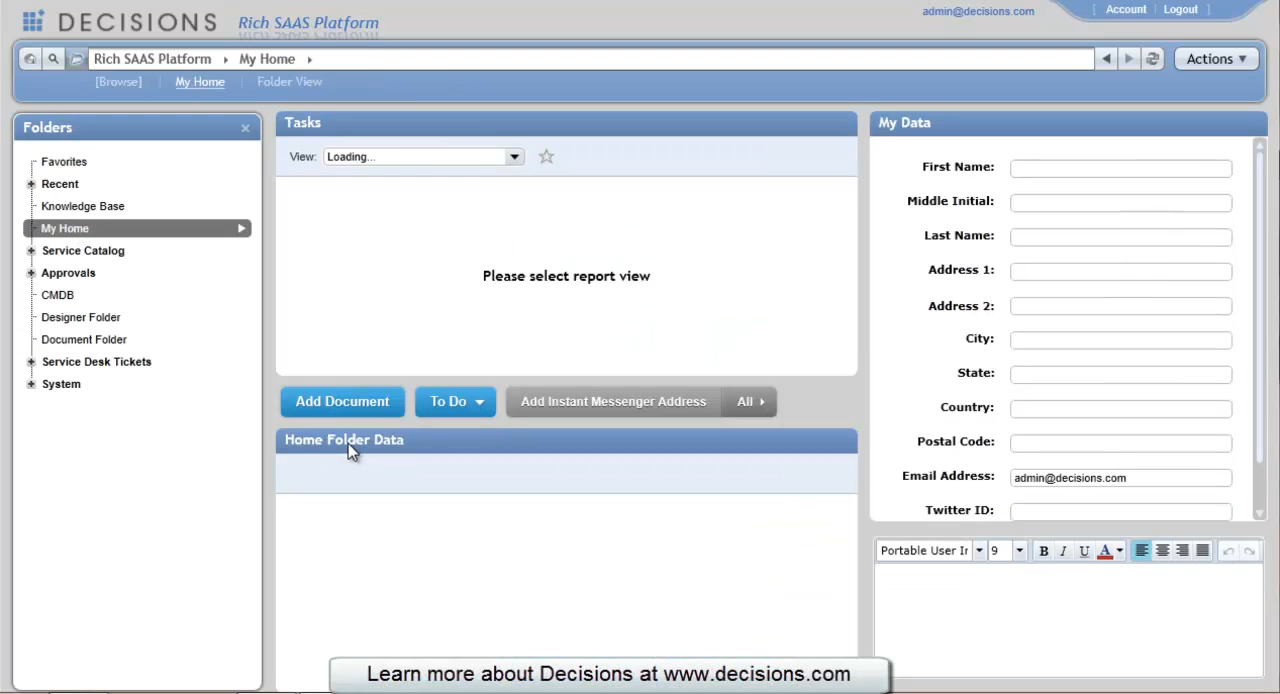 DECISIONS Rich SAAS Platform
admin@decisions.com
Account
Logout
Rich SAAS Platform
My Home
Actions
[Browse]
My Home
Folder View
Folders
Favorites
Recent
Knowledge Base
My Home
Service Catalog
Approvals
CMDB
Designer Folder
Document Folder
Service Desk Tickets
System
Tasks
View: Loading...
Please select report view
Add Document
To Do
Add Instant Messenger Address
All
Home Folder Data
My Data
First Name:
Middle Initial:
Last Name:
Address 1:
Address 2:
City:
State:
Country:
Postal Code:
Email Address: admin@decisions.com
Twitter ID:
Portable User Ir 9 B I U A
Learn more about Decisions at www.decisions.com